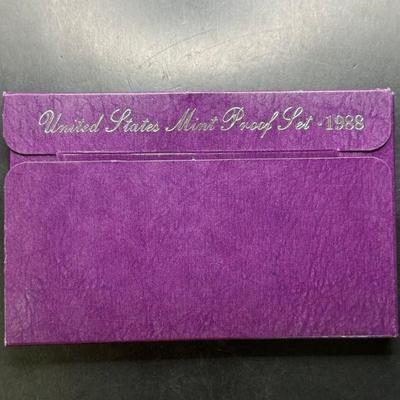 United States Mint Proof Set · 1988